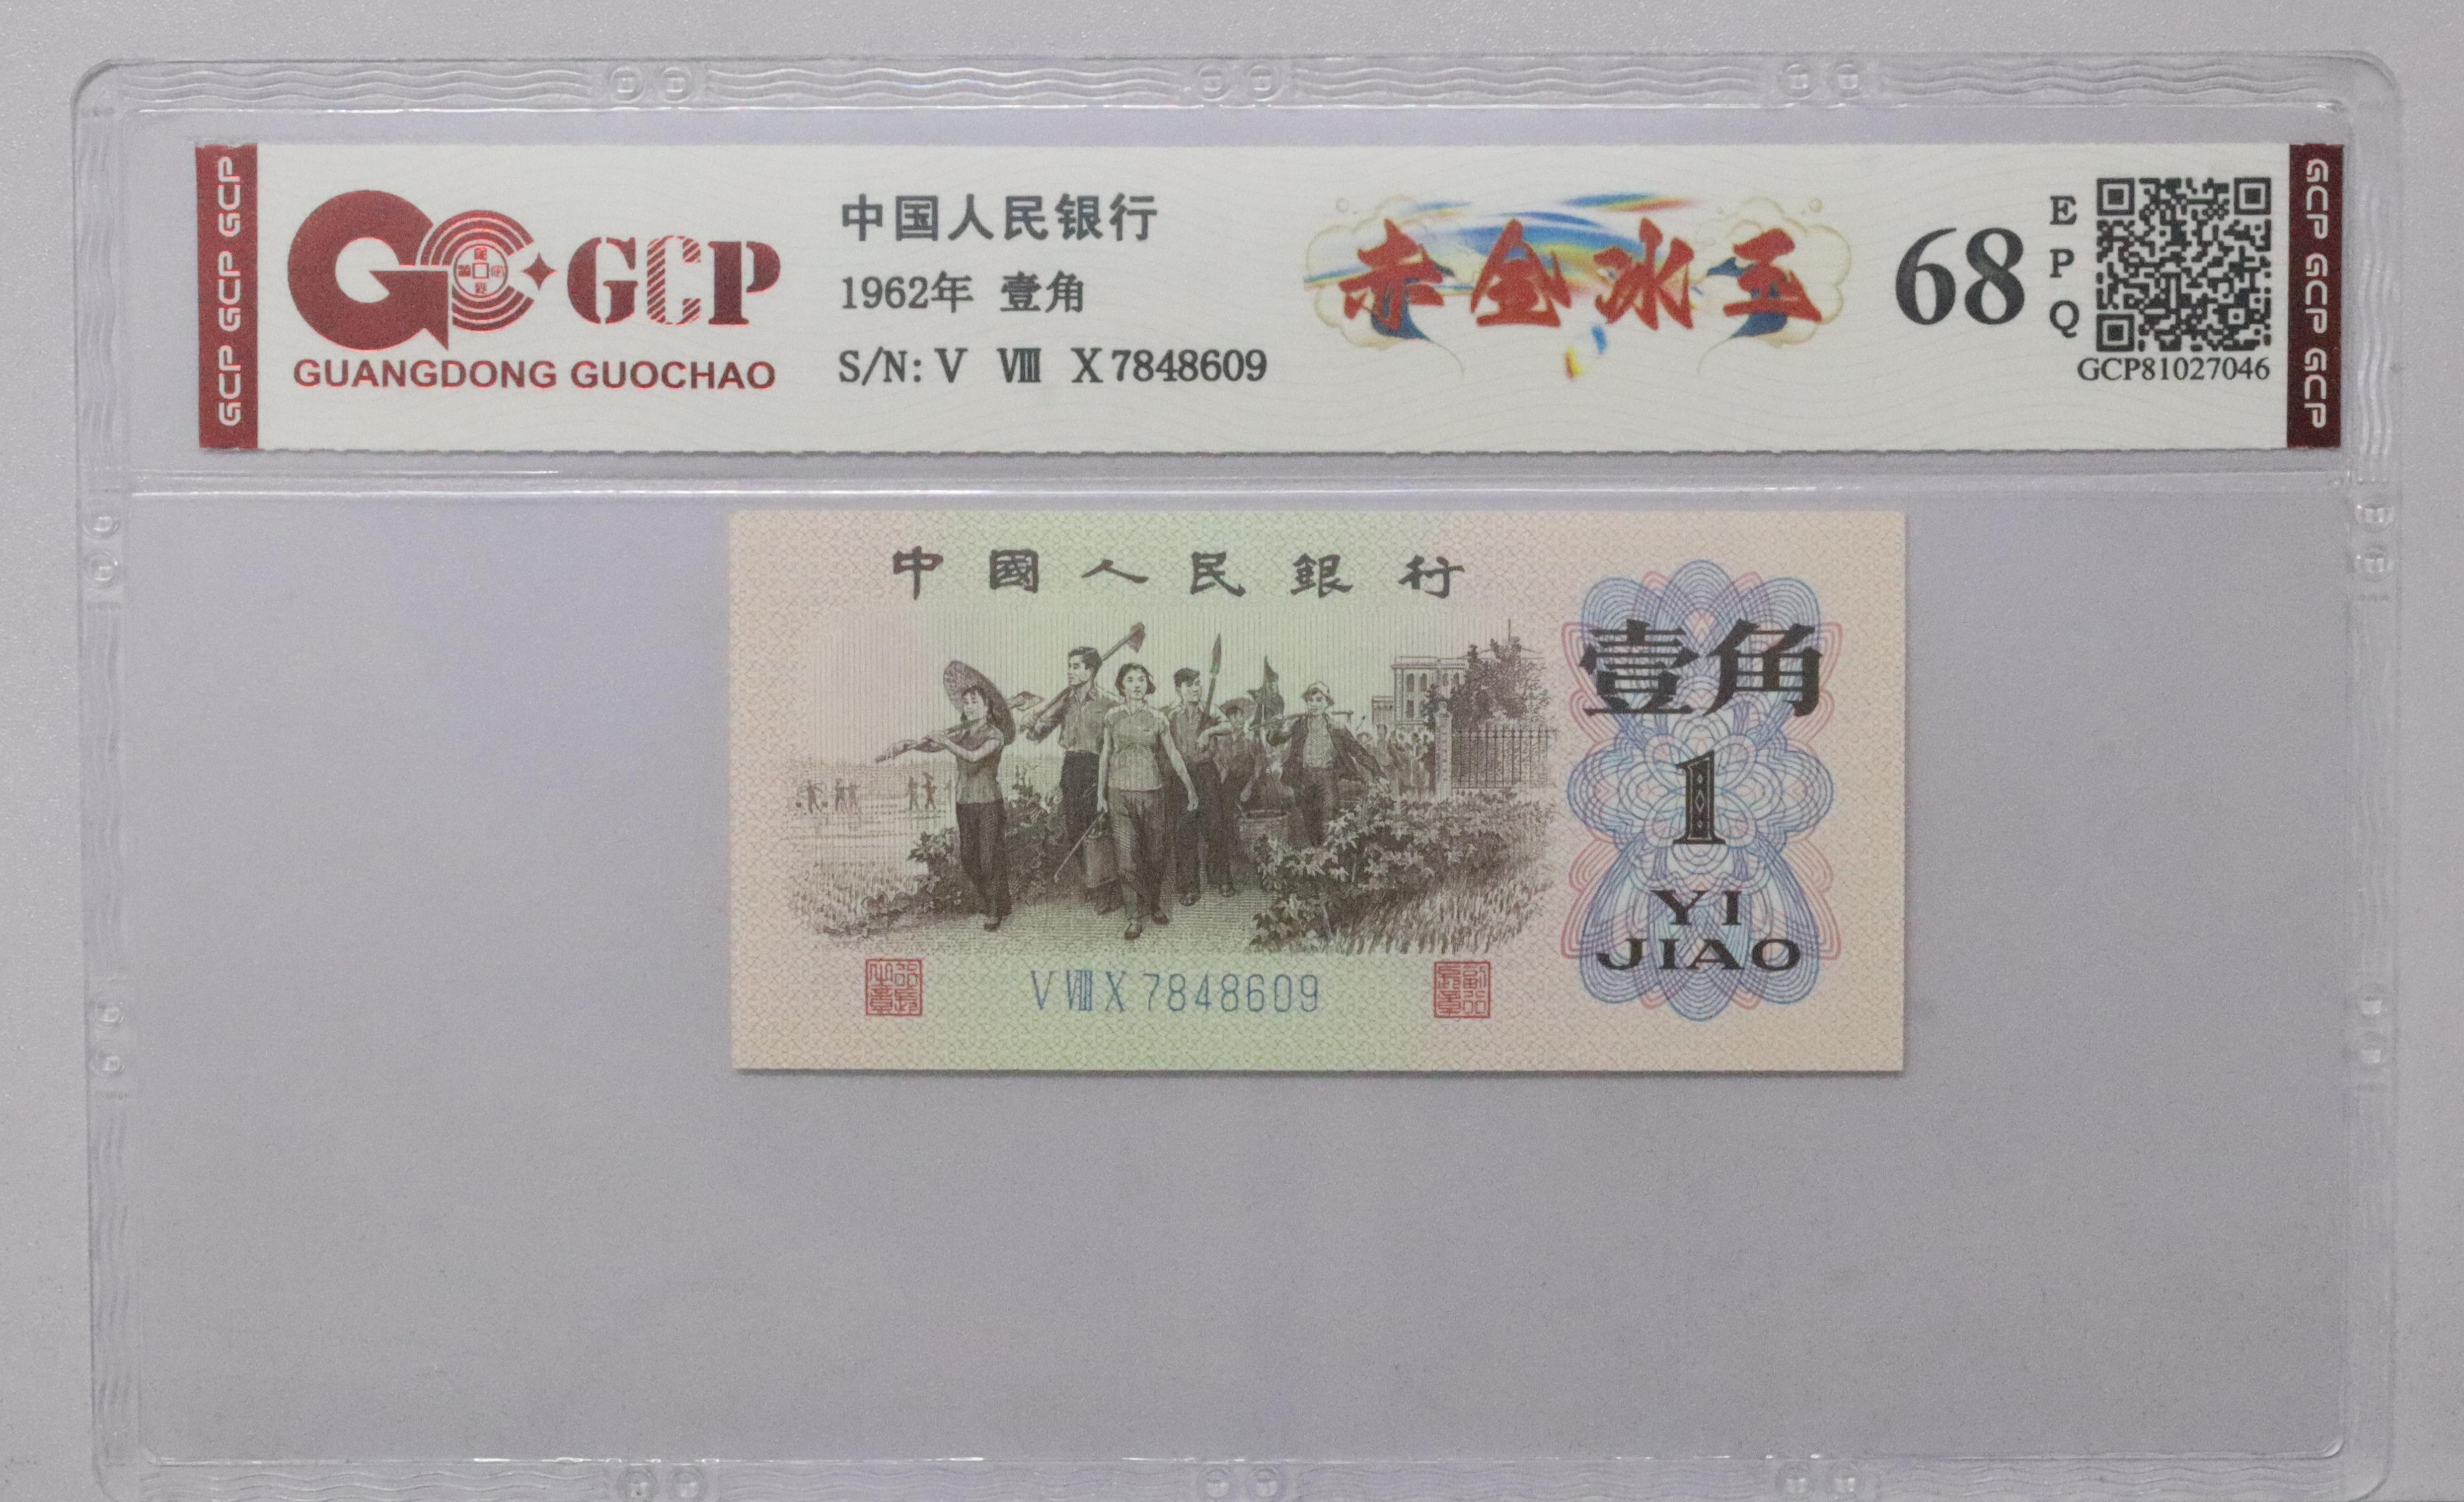 GCP GCP GCP
GCP
GUANGDONG GUOCHAO
中国人民银行
1962年 壹角
S/N: V Ⅷ X 7848609
赤金冰玉
68
EPQ
GCP81027046
GCP GCP GCP
中國人民銀行
壹角
1
YI
JIAO
V Ⅷ X 7848609